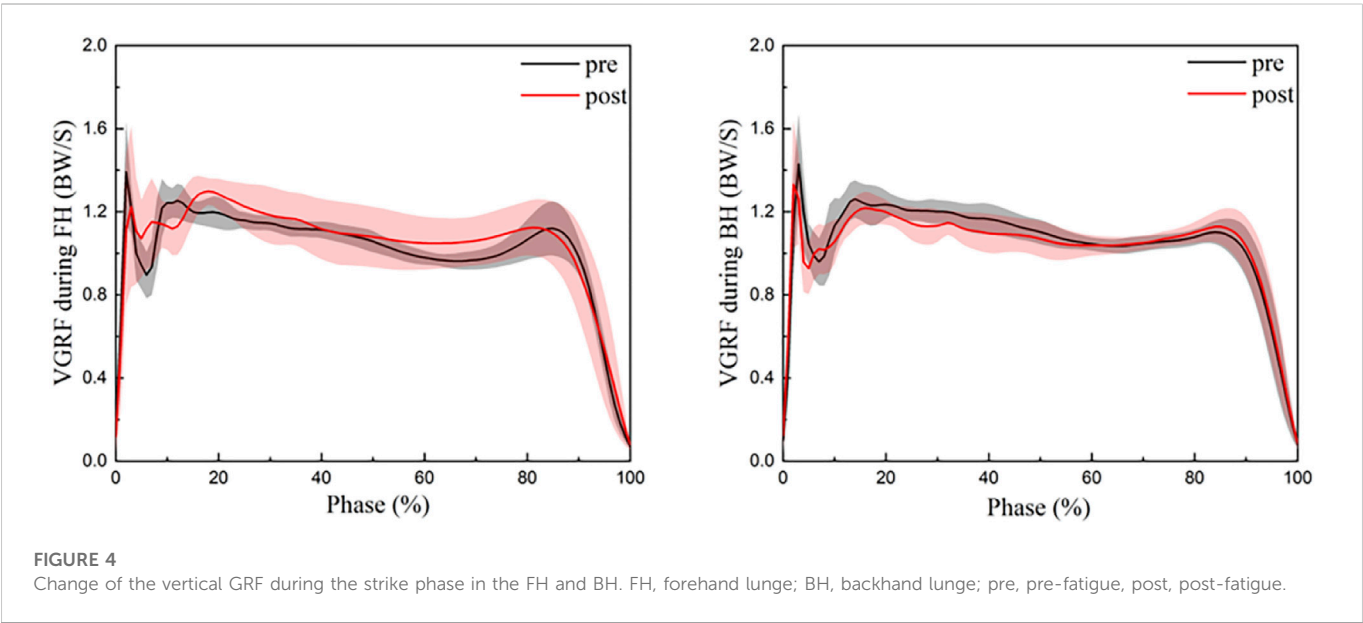 VGRF during FH (BW/S)
2.0
1.6
1.2
0.8
0.4
0.0
pre
post
0 20 40 60 80 100
Phase (%)
VGRF during BH (BW/S)
2.0
1.6
1.2
0.8
0.4
0.0
pre
post
0 20 40 60 80 100
Phase (%)
FIGURE 4
Change of the vertical GRF during the strike phase in the FH and BH. FH, forehand lunge; BH, backhand lunge; pre, pre-fatigue, post, post-fatigue.